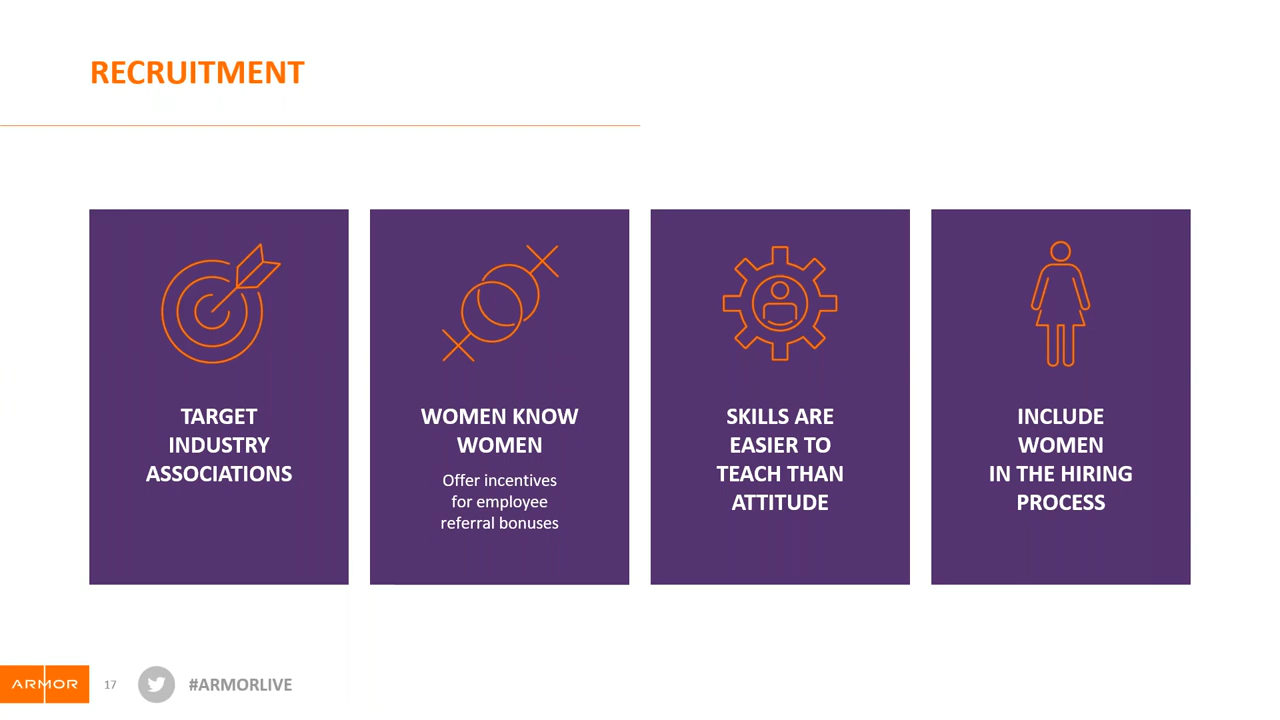 RECRUITMENT
TARGET
INDUSTRY
ASSOCIATIONS
WOMEN KNOW
WOMEN
Offer incentives
for employee
referral bonuses
SKILLS ARE
EASIER TO
TEACH THAN
ATTITUDE
INCLUDE
WOMEN
IN THE HIRING
PROCESS
ARMOR
17
#ARMORLIVE